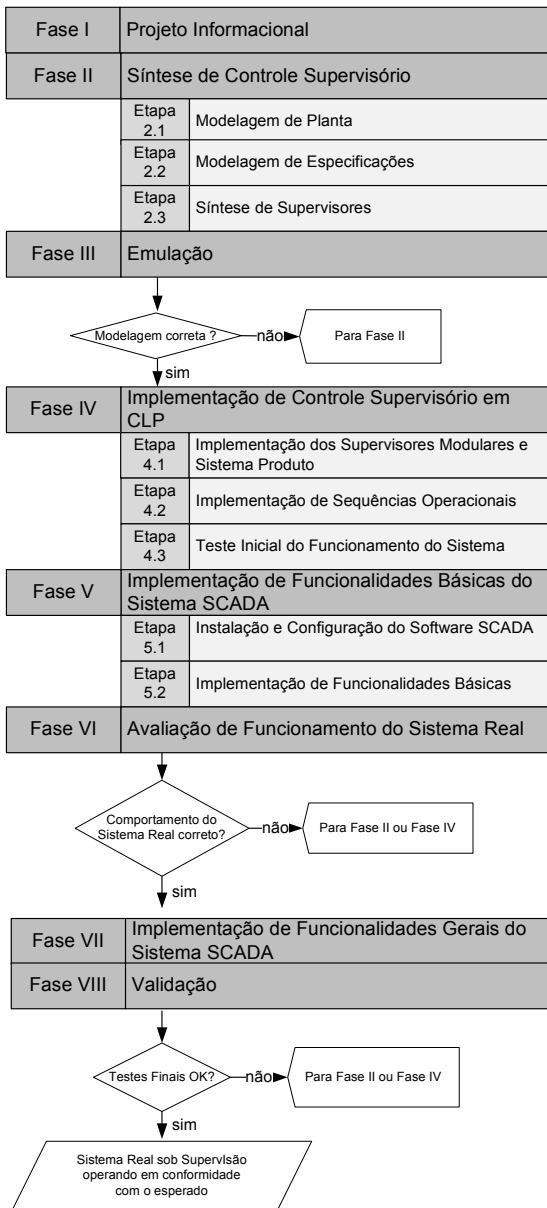 Fase I Projeto Informacional
Fase II Síntese de Controle Supervisório
Etapa
2.1 Modelagem de Planta
Etapa
2.2 Modelagem de Especificações
Etapa
2.3 Síntese de Supervisores
Fase III Emulação
Modelagem correta ? não Para Fase II
sim
Fase IV Implementação de Controle Supervisório em
CLP
Etapa
4.1 Implementação dos Supervisores Modulares e
Sistema Produto
Etapa
4.2 Implementação de Sequências Operacionais
Etapa
4.3 Teste Inicial do Funcionamento do Sistema
Fase V Implementação de Funcionalidades Básicas do
Sistema SCADA
Etapa
5.1 Instalação e Configuração do Software SCADA
Etapa
5.2 Implementação de Funcionalidades Básicas
Fase VI Avaliação de Funcionamento do Sistema Real
Comportamento do
Sistema Real correto? não Para Fase II ou Fase IV
sim
Fase VII Implementação de Funcionalidades Gerais do
Sistema SCADA
Fase VIII Validação
Testes Finais OK? não Para Fase II ou Fase IV
sim
Sistema Real sob SupervIsão
operando em conformidade
com o esperado